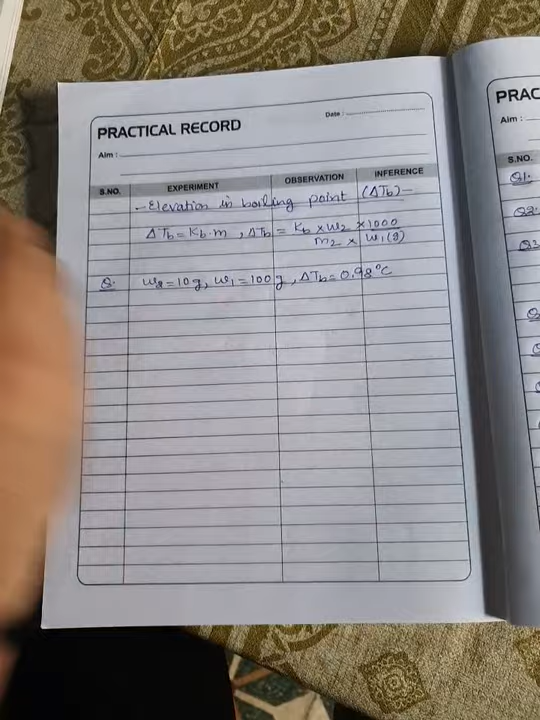 PRACTICAL RECORD
Date :
Aim :
S.NO. EXPERIMENT OBSERVATION INFERENCE
- Elevation in boiling point (ΔTb) -
ΔTb = Kb·m , ΔTb = Kb × w2 × 1000
m2 × w1(g)
Q. w2 = 10 g, w1 = 100 g, ΔTb = 0.98°C
PRAC
Aim :
S.NO.
Q1.
Q2.